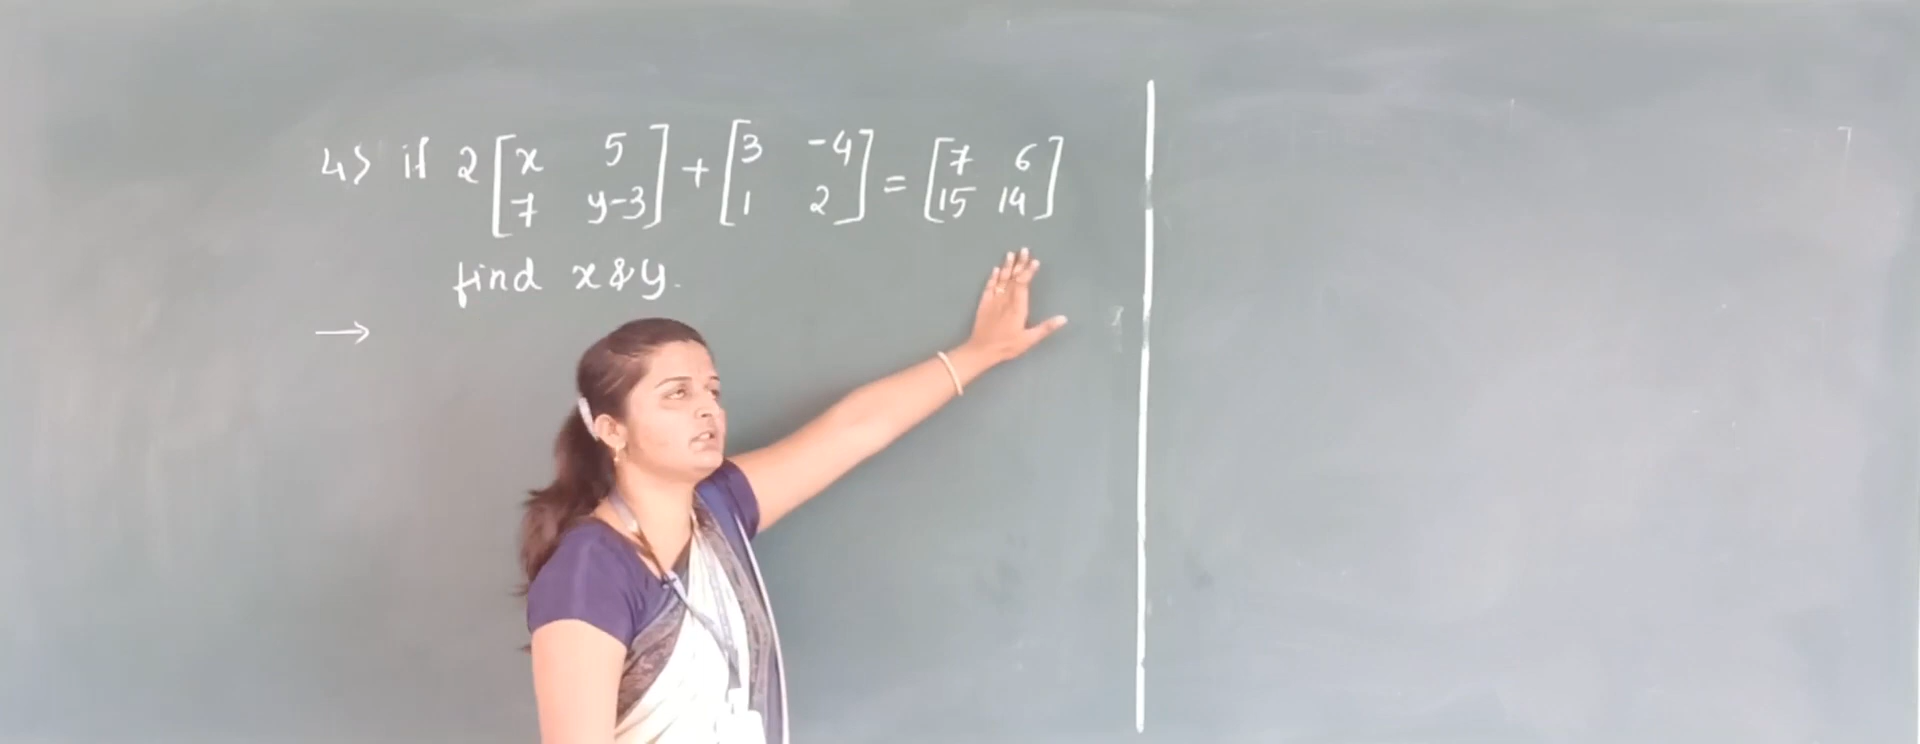 4) if 2 [x 5 7 y-3] + [3 -4 1 2] = [7 6 15 14]
find x & y.
→